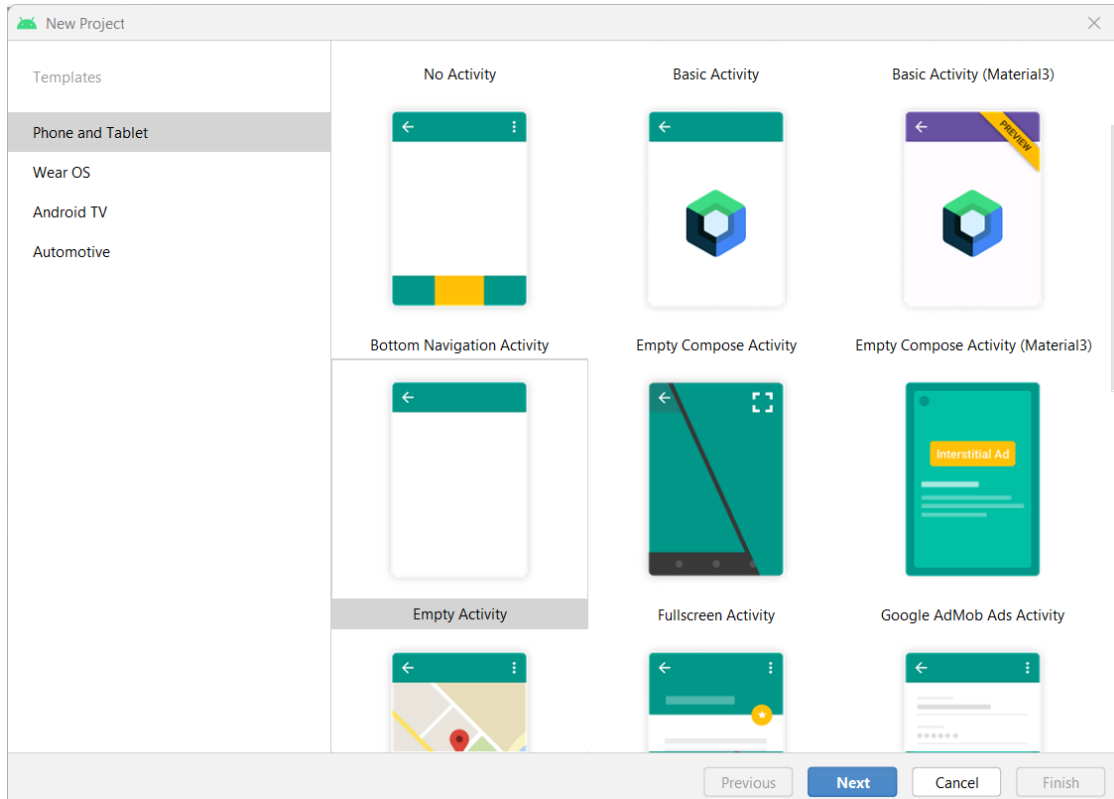 New Project
Templates
Phone and Tablet
Wear OS
Android TV
Automotive
No Activity
Basic Activity
Basic Activity (Material3)
PREVIEW
Bottom Navigation Activity
Empty Compose Activity
Empty Compose Activity (Material3)
Interstitial Ad
Empty Activity
Fullscreen Activity
Google AdMob Ads Activity
Previous
Next
Cancel
Finish